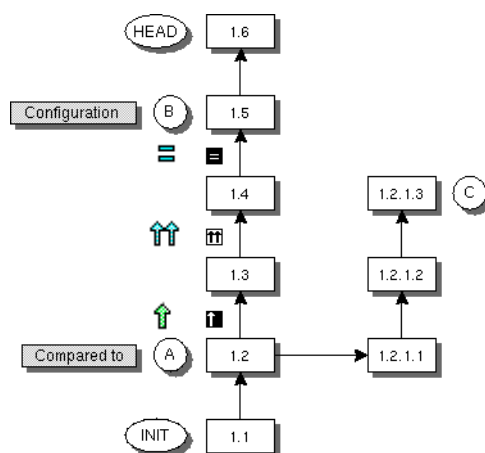 HEAD 1.6
Configuration B 1.5
= =
1.4 1.2.1.3 C
1.3 1.2.1.2
Compared to A 1.2 1.2.1.1
INIT 1.1